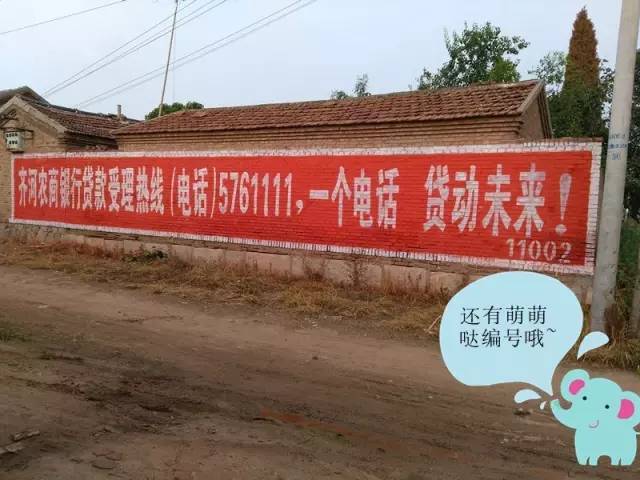 齐河农商银行贷款受理热线(电话)5761111,一个电话 贷动未来!
11002
还有萌萌
哒编号哦~